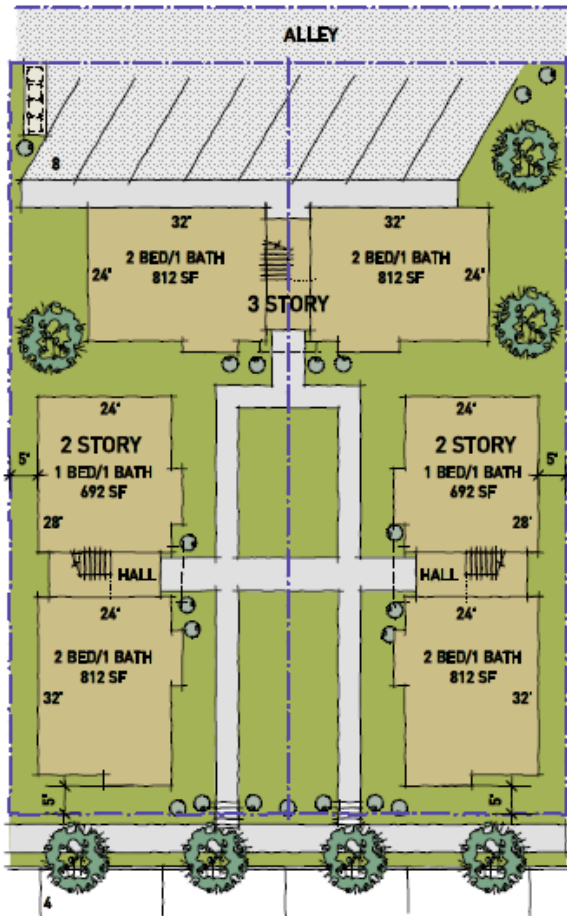 ALLEY
8
32' 32'
2 BED/1 BATH 2 BED/1 BATH
812 SF 812 SF
24' 24'
3 STORY
24' 24'
2 STORY 2 STORY
5' 5'
1 BED/1 BATH 1 BED/1 BATH
692 SF 692 SF
28' 28'
HALL HALL
24' 24'
2 BED/1 BATH 2 BED/1 BATH
812 SF 812 SF
32' 32'
5' 5'
4